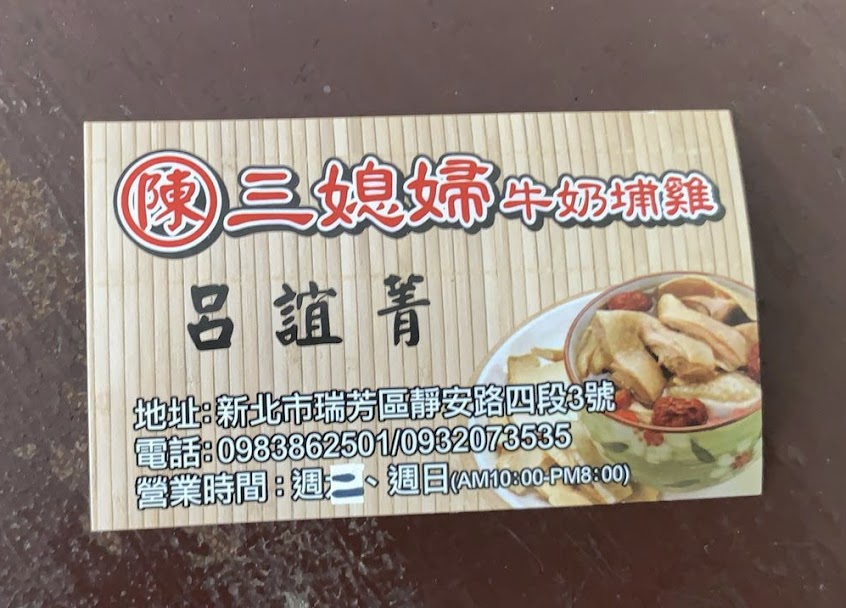 陳 三媳婦 牛奶埔雞
呂誼菁
地址：新北市瑞芳區靜安路四段3號
電話：0983862501/0932073535
營業時間：週二、週日(AM10:00-PM8:00)